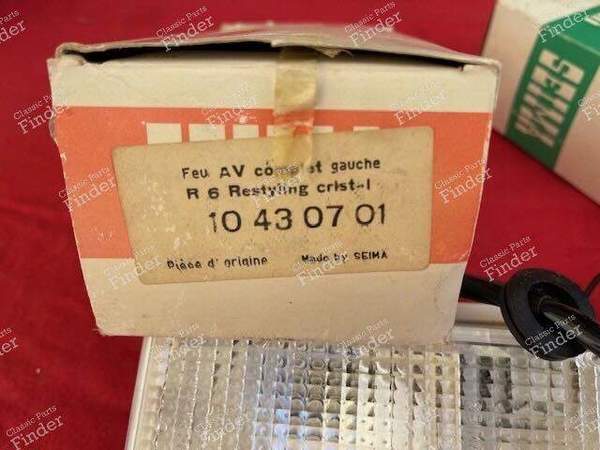 Feu AV complet gauche
R 6 Restyling cristal
10 43 07 01
Pièce d'origine Made by SEIMA
SEIMA
Classic Parts
Finder